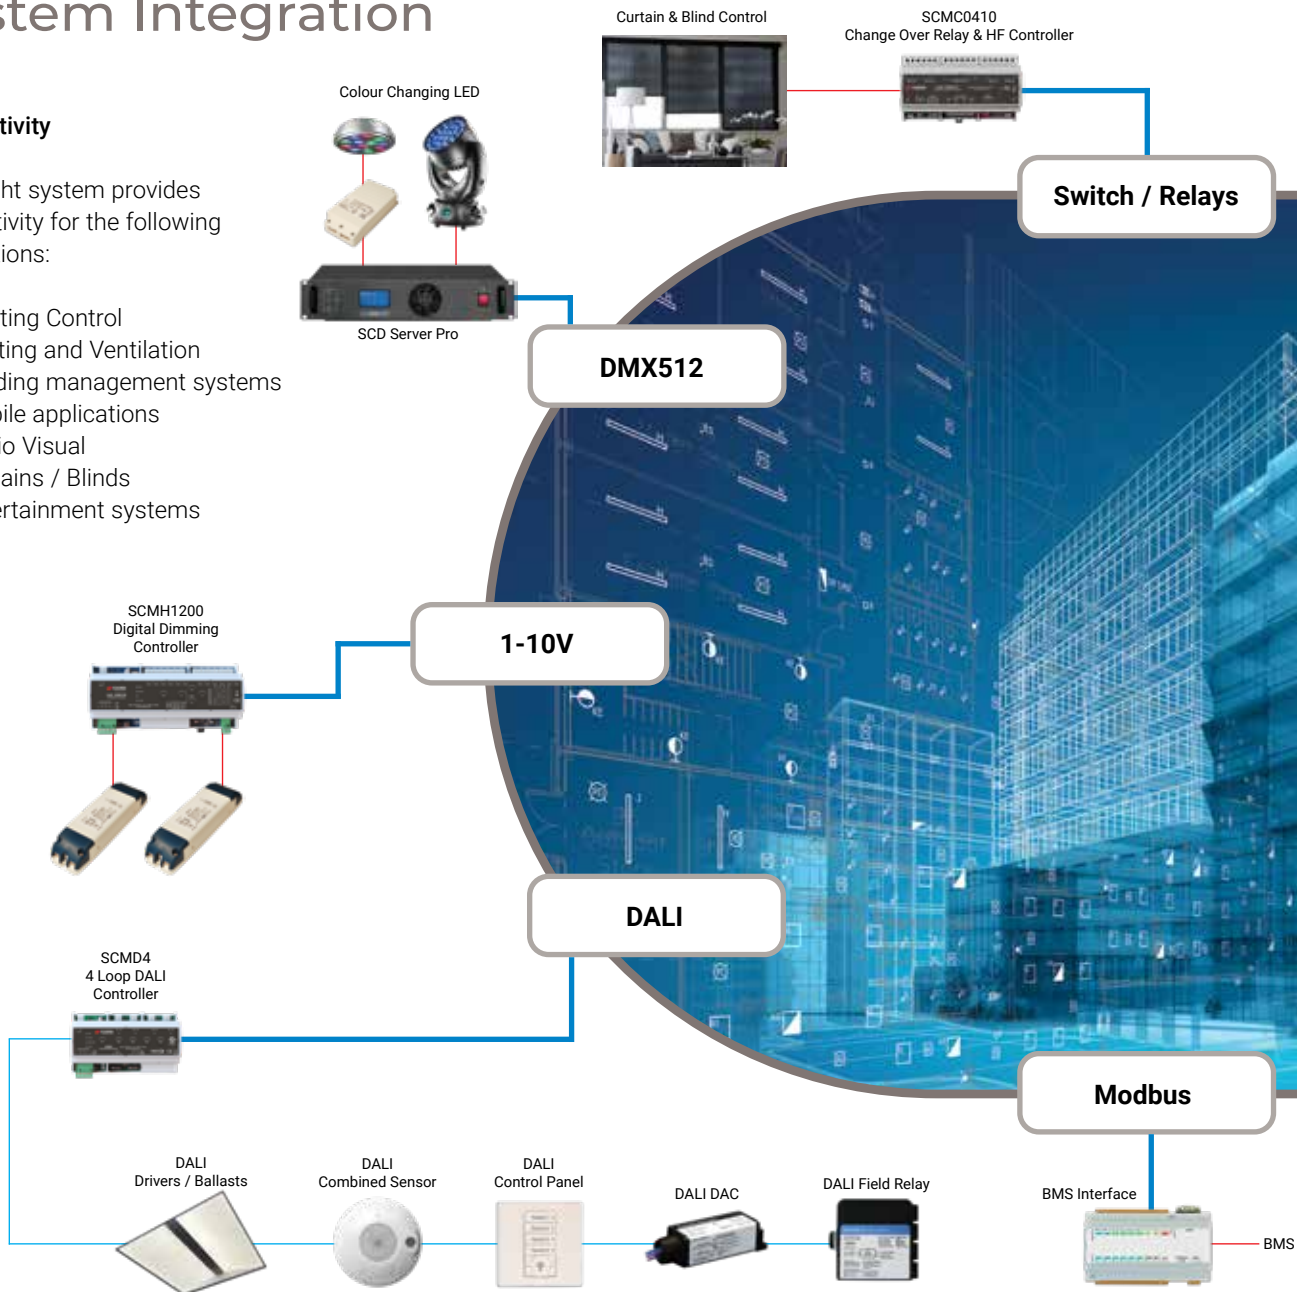 stem Integration
tivity
ht system provides
tivity for the following
tions:
ting Control
ting and Ventilation
ding management systems
bile applications
io Visual
ains / Blinds
ertainment systems
Colour Changing LED
SCD Server Pro
Curtain & Blind Control
SCMC0410
Change Over Relay & HF Controller
Switch / Relays
DMX512
SCMH1200
Digital Dimming
Controller
1-10V
DALI
SCMD4
4 Loop DALI
Controller
Modbus
DALI
Drivers / Ballasts
DALI
Combined Sensor
DALI
Control Panel
DALI DAC
DALI Field Relay
BMS Interface
BMS